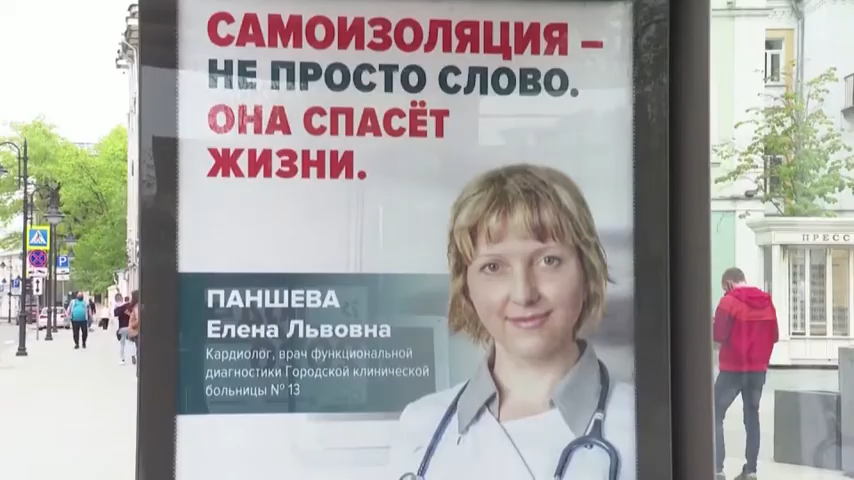 САМОИЗОЛЯЦИЯ –
НЕ ПРОСТО СЛОВО.
ОНА СПАСЁТ
ЖИЗНИ.
ПАНШЕВА
Елена Львовна
Кардиолог, врач функциональной
диагностики Городской клинической
больницы № 13
ПРЕСС
P